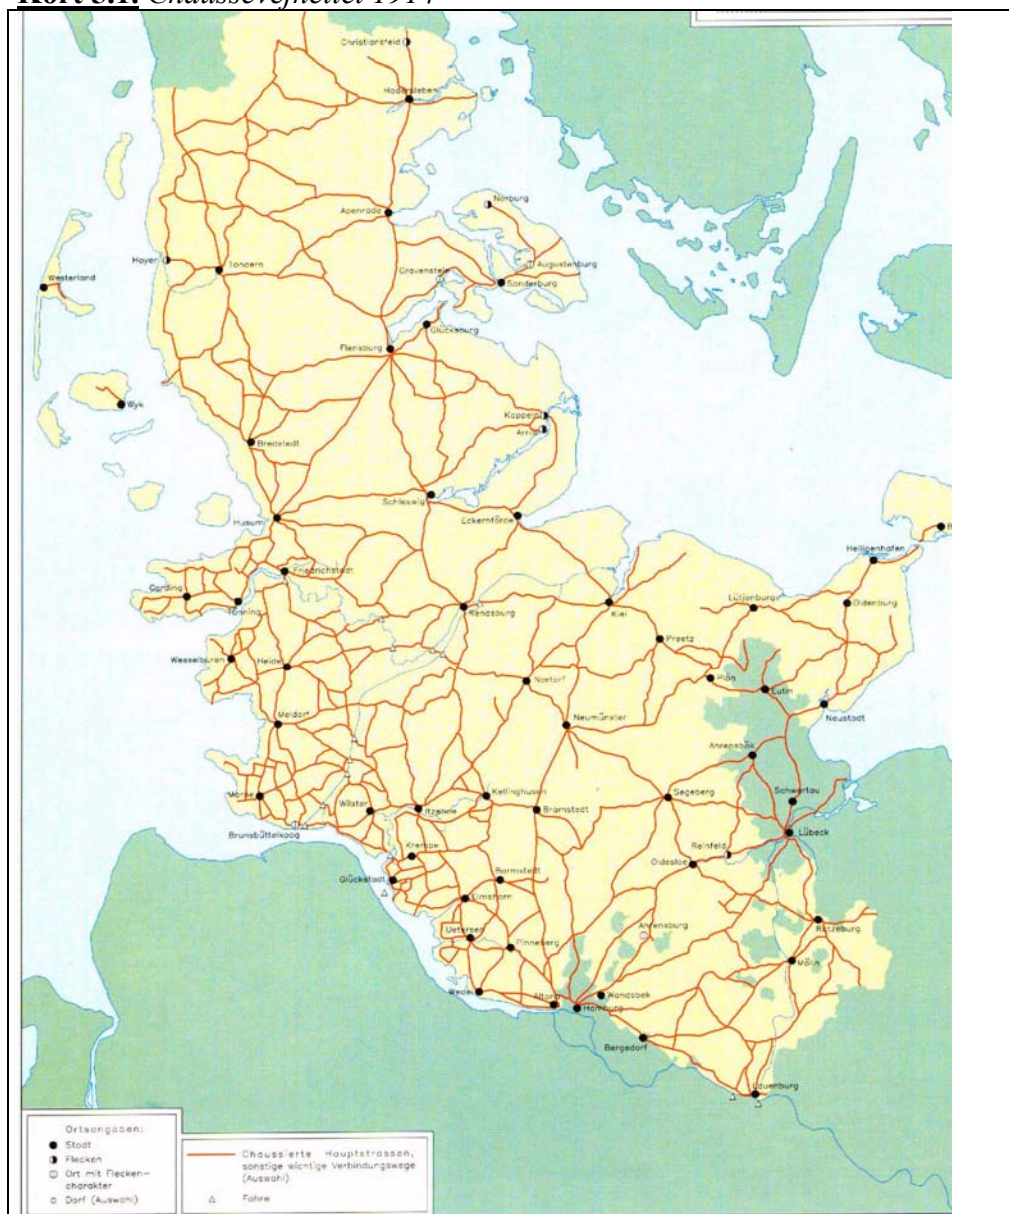 Kort 5.1: Chaussévejnettet 1914
Christiansfeld
Hadersleben
Norburg
Apenrade
Hoyer
Tondern
Augustenburg
Gravenstein
Sonderburg
Westerland
Glücksburg
Flensburg
Wyk
Kappeln
Arnis
Bredstedt
Schleswig
Eckernförde
Husum
Heiligenhafen
Friedrichstadt
Garding
Tönning
Rendsburg
Kiel
Lütjenburg
Oldenburg
Preetz
Wesselburen
Heide
Nortorf
Plön
Eutin
Neustadt
Meldorf
Neumünster
Ahrensbök
Marne
Wilster
Itzehoe
Kellinghusen
Bramstedt
Segeberg
Schwartau
Brunsbüttelkoog
Lübeck
Krempe
Reinfeld
Oldesloe
Glückstadt
Barmstedt
Elmshorn
Ahrensburg
Ratzeburg
Uetersen
Pinneberg
Mölln
Wedel
Altona
Wandsbek
Hamburg
Bergedorf
Lauenburg
Ortsangaben:
Stadt
Flecken
Ort mit Flecken-
charakter
Dorf (Auswahl)
Chaussierte Hauptstrassen,
sonstige wichtige Verbindungswege
(Auswahl)
Fähre